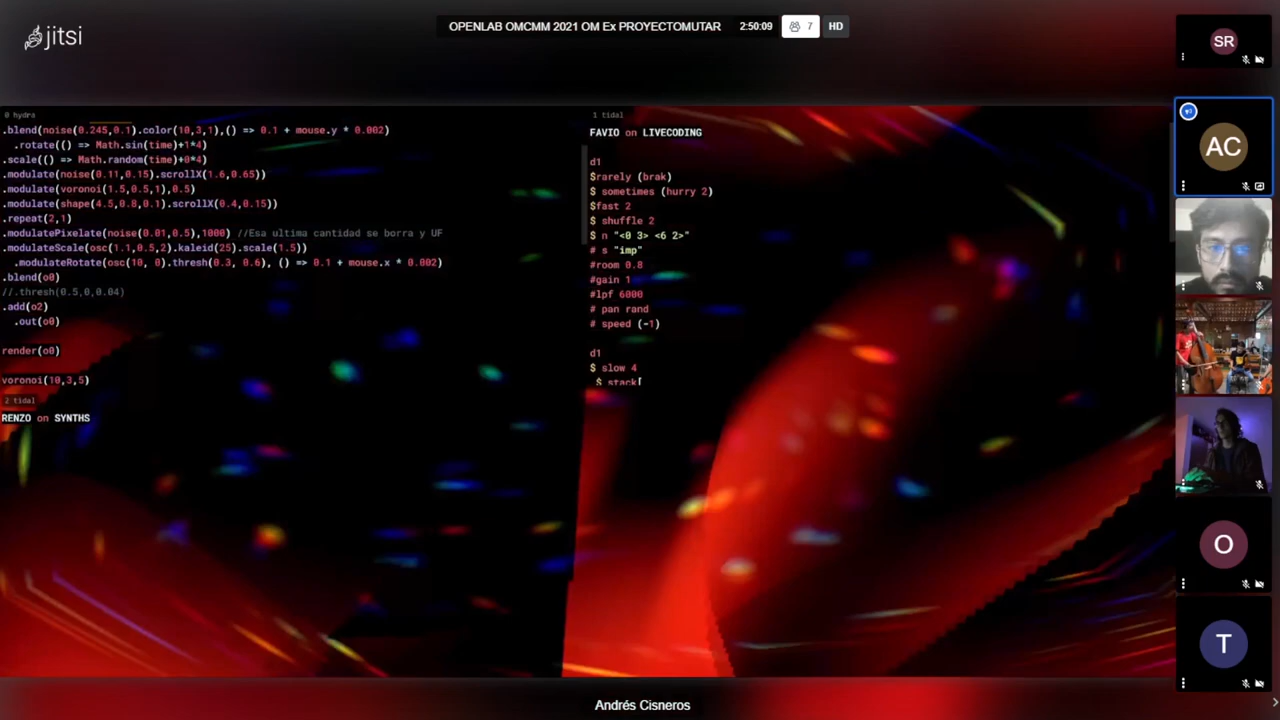 jitsi
OPENLAB OMCMM 2021 OM Ex PROYECTOMUTAR
2:50:09
7
HD
0 hydra
.blend(noise(0.245,0.1).color(10,3,1),() => 0.1 + mouse.y * 0.002)
.rotate(() => Math.sin(time)+1*4)
.scale(() => Math.random(time)+0*4)
.modulate(noise(0.11,0.15).scrollX(1.6,0.65))
.modulate(voronoi(1.5,0.5,1),0.5)
.modulate(shape(4.5,0.8,0.1).scrollX(0.4,0.15))
.repeat(2,1)
.modulatePixelate(noise(0.01,0.5),1000) //Esa ultima cantidad se borra y UF
.modulateScale(osc(1.1,0.5,2).kaleid(25).scale(1.5))
.modulateRotate(osc(10, 0).thresh(0.3, 0.6), () => 0.1 + mouse.x * 0.002)
.blend(o0)
//.thresh(0.5,0,0.04)
.add(o2)
.out(o0)
render(o0)
voronoi(10,3,5)
2 tidal
RENZO on SYNTHS
1 tidal
FAVIO on LIVECODING
d1
$rarely (brak)
$ sometimes (hurry 2)
$fast 2
$ shuffle 2
$ n "<0 3> <6 2>"
# s "imp"
#room 0.8
#gain 1
#lpf 6000
# pan rand
# speed (-1)
d1
$ slow 4
$ stack[
SR
AC
O
T
Andrés Cisneros